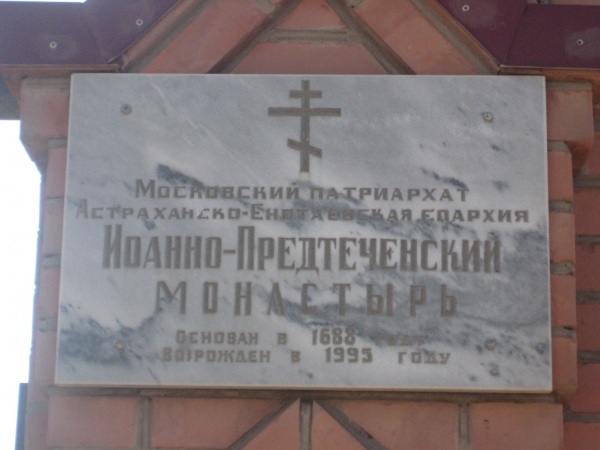 Московский патриархат
Астраханско-Енотаевская епархия
Иоанно-Предтеченский
монастырь
Основан в 1688 году
Возрожден в 1995 году